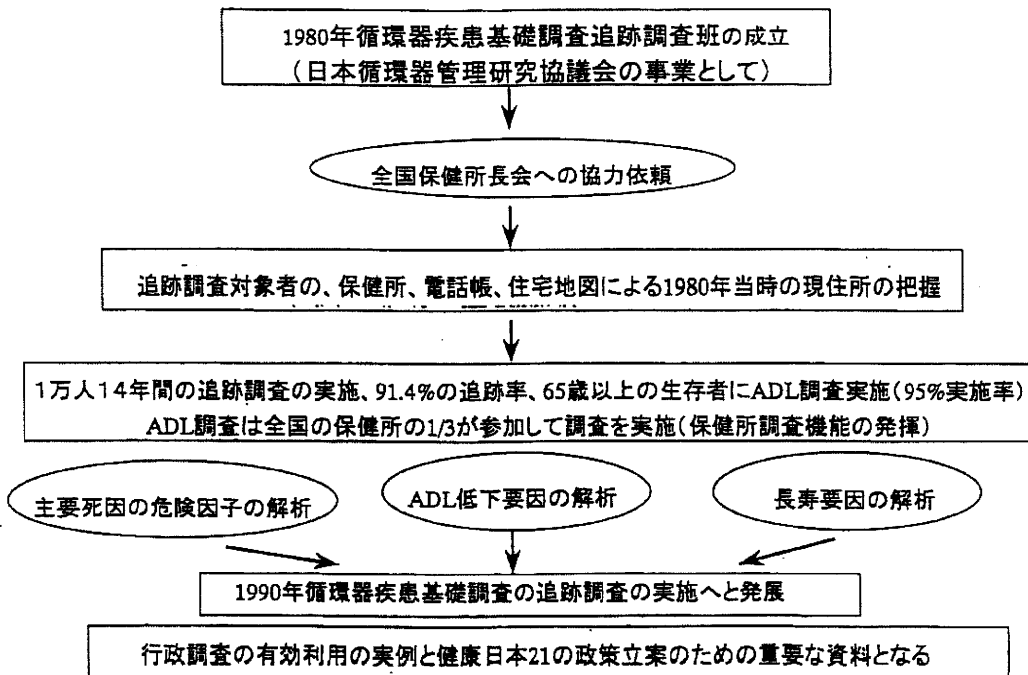 1980年循環器疾患基礎調査追跡調査班の成立
（日本循環器管理研究協議会の事業として）
全国保健所長会への協力依頼
追跡調査対象者の、保健所、電話帳、住宅地図による1980年当時の現住所の把握
1万人14年間の追跡調査の実施、91.4%の追跡率、65歳以上の生存者にADL調査実施（95%実施率）
ADL調査は全国の保健所の1/3が参加して調査を実施（保健所調査機能の発揮）
主要死因の危険因子の解析
ADL低下要因の解析
長寿要因の解析
1990年循環器疾患基礎調査の追跡調査の実施へと発展
行政調査の有効利用の実例と健康日本21の政策立案のための重要な資料となる